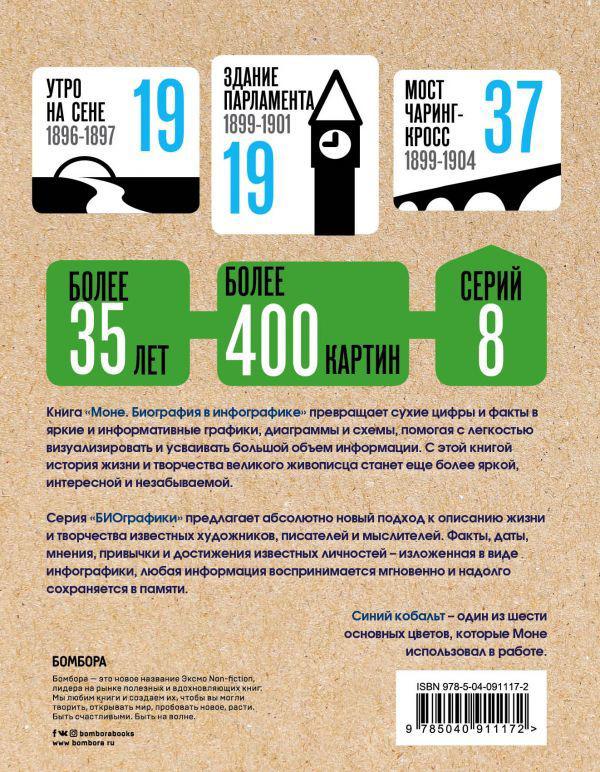 УТРО
НА СЕНЕ
1896-1897
19
ЗДАНИЕ
ПАРЛАМЕНТА
1899-1901
19
МОСТ
ЧАРИНГ-
КРОСС
1899-1904
37
БОЛЕЕ
35 ЛЕТ
БОЛЕЕ
400 КАРТИН
СЕРИЙ
8
Книга «Моне. Биография в инфографике» превращает сухие цифры и факты в
яркие и информативные графики, диаграммы и схемы, помогая с легкостью
визуализировать и усваивать большой объем информации. С этой книгой
история жизни и творчества великого живописца станет еще более яркой,
интересной и незабываемой.
Серия «БИОграфики» предлагает абсолютно новый подход к описанию жизни
и творчества известных художников, писателей и мыслителей. Факты, даты,
мнения, привычки и достижения известных личностей – изложенная в виде
инфографики, любая информация воспринимается мгновенно и надолго
сохраняется в памяти.
Синий кобальт – один из шести
основных цветов, которые Моне
использовал в работе.
БОМБОРА
Бомбора – это новое название Эксмо Non-fiction,
лидера на рынке полезных и вдохновляющих книг.
Мы любим книги и создаем их, чтобы вы могли
творить, открывать мир, пробовать новое, расти.
Быть счастливыми. Быть на волне.
bomborabooks
www.bombora.ru
ISBN 978-5-04-091117-2
9 785040 911172 >